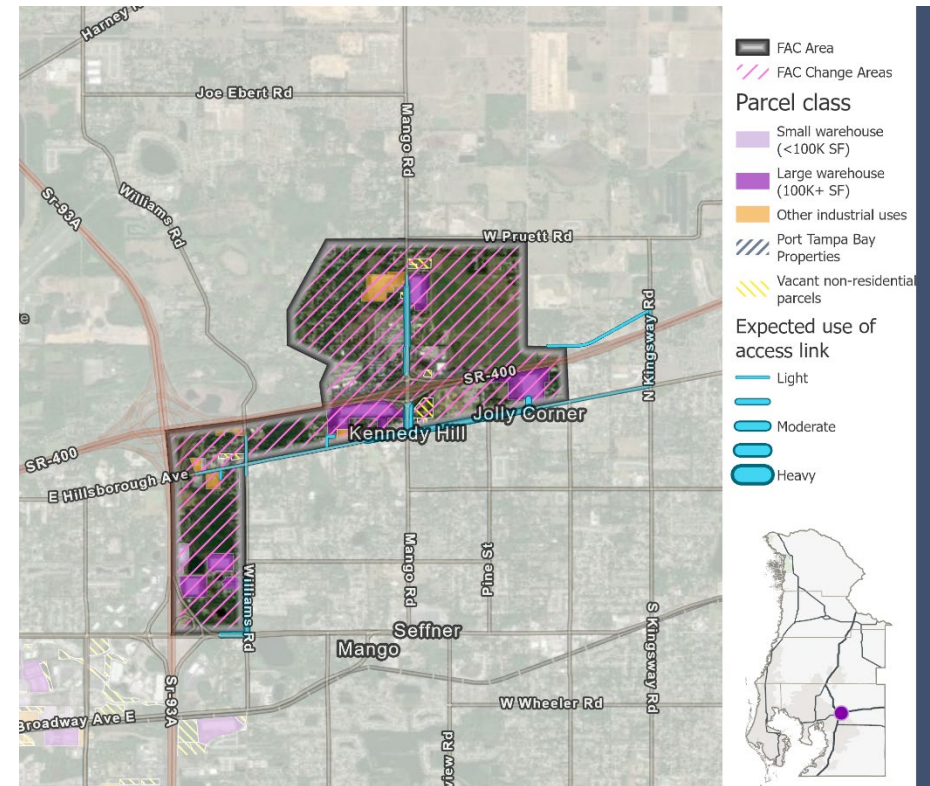 Harney
Joe Ebert Rd
Mango Rd
Williams Rd
Sr-93A
W Pruett Rd
N Kingsway Rd
SR-400
Jolly Corner
Kennedy Hill
SR-400
E Hillsborough Ave
Mango Rd
Pine St
Williams Rd
Seffner
Mango
S Kingsway Rd
Sr-93A
W Wheeler Rd
Broadway Ave E
view Rd
e
FAC Area
FAC Change Areas
Parcel class
Small warehouse
(<100K SF)
Large warehouse
(100K+ SF)
Other industrial uses
Port Tampa Bay
Properties
Vacant non-residential
parcels
Expected use of
access link
Light
Moderate
Heavy